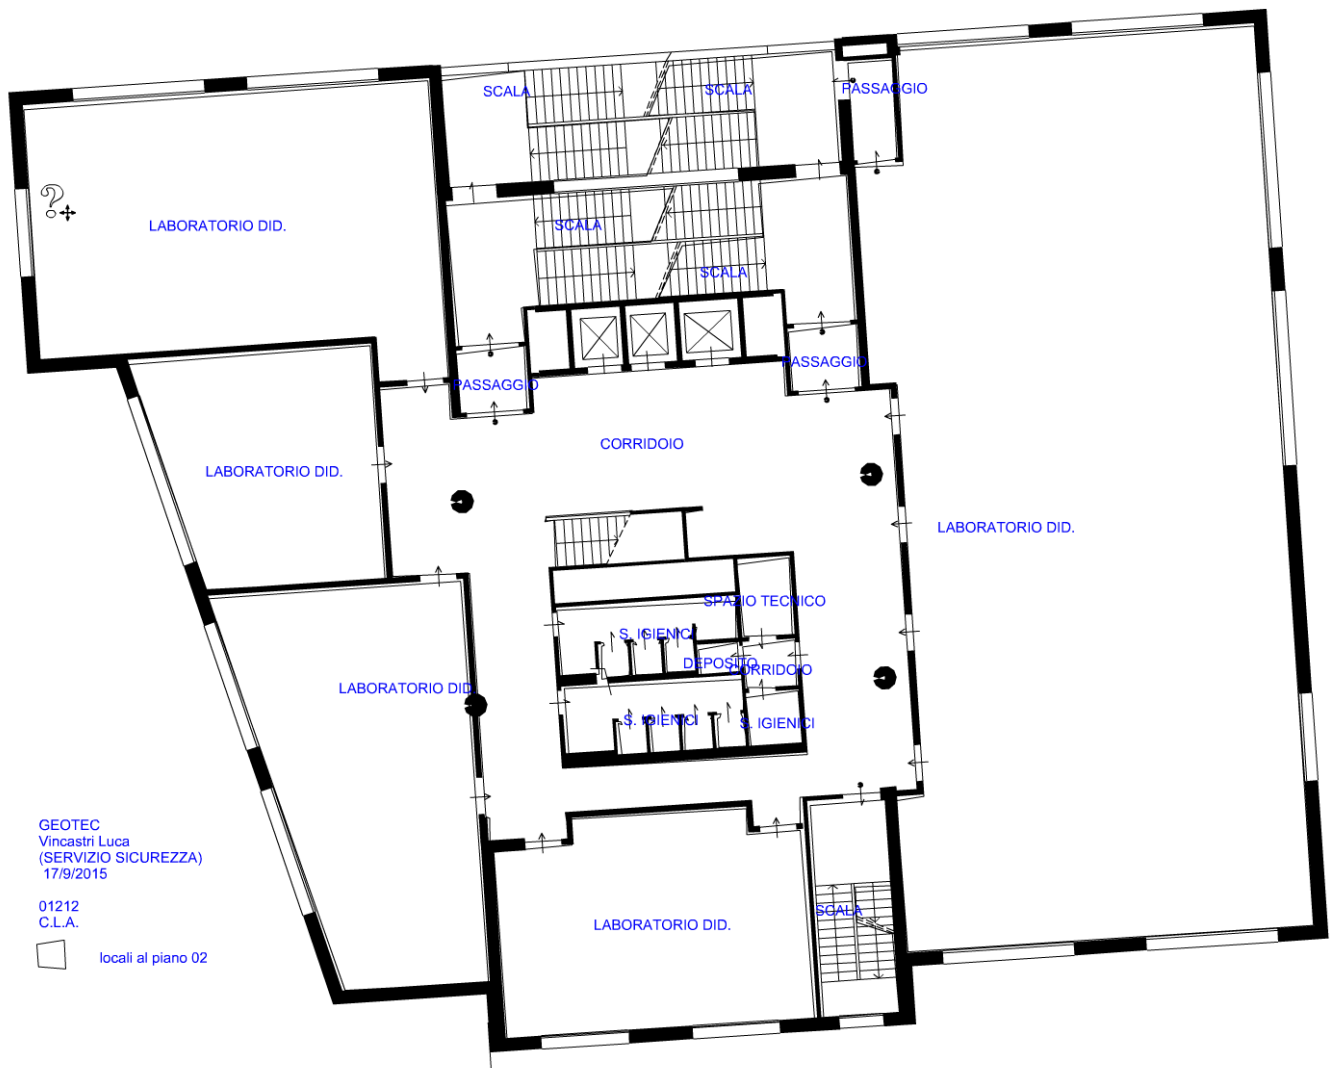 SCALA
SCALA
PASSAGGIO
?
LABORATORIO DID.
SCALA
SCALA
PASSAGGIO
PASSAGGIO
CORRIDOIO
LABORATORIO DID.
LABORATORIO DID.
SPAZIO TECNICO
S. IGIENICI
DEPOSITO
CORRIDOIO
LABORATORIO DID.
S. IGIENICI
S. IGIENICI
GEOTEC
Vincastri Luca
(SERVIZIO SICUREZZA)
17/9/2015
01212
C.L.A.
SCALA
LABORATORIO DID.
locali al piano 02